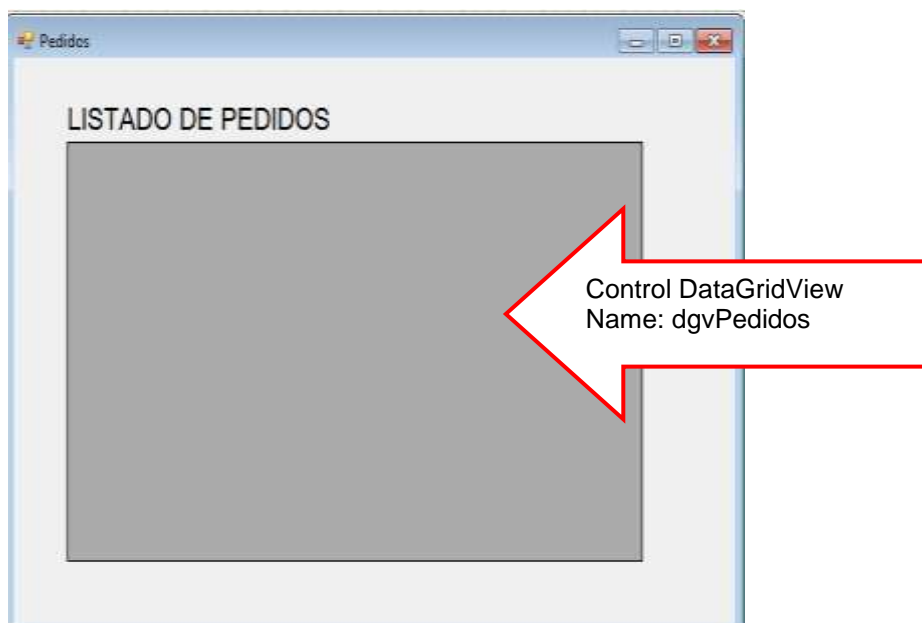 Pedidos
LISTADO DE PEDIDOS
Control DataGridView
Name: dgvPedidos